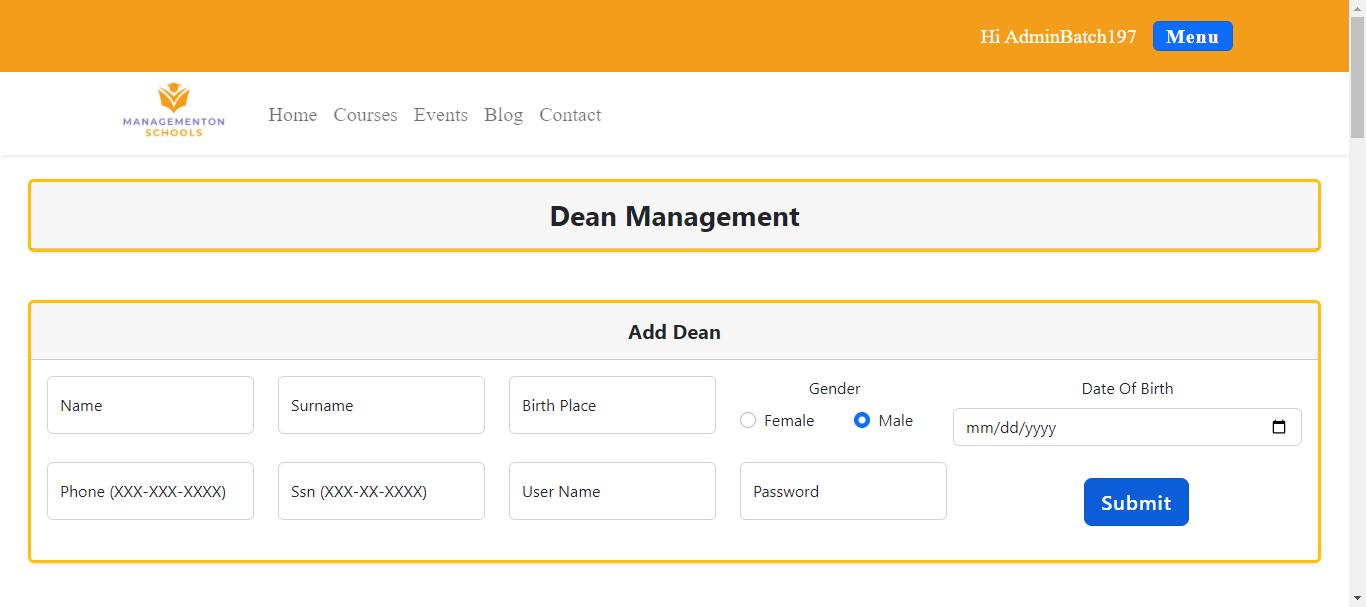 Hi AdminBatch197 Menu
MANAGEMENTON
SCHOOLS
Home Courses Events Blog Contact
Dean Management
Add Dean
Name Surname Birth Place Gender Date Of Birth
Female Male mm/dd/yyyy
Phone (XXX-XXX-XXXX) Ssn (XXX-XX-XXXX) User Name Password Submit